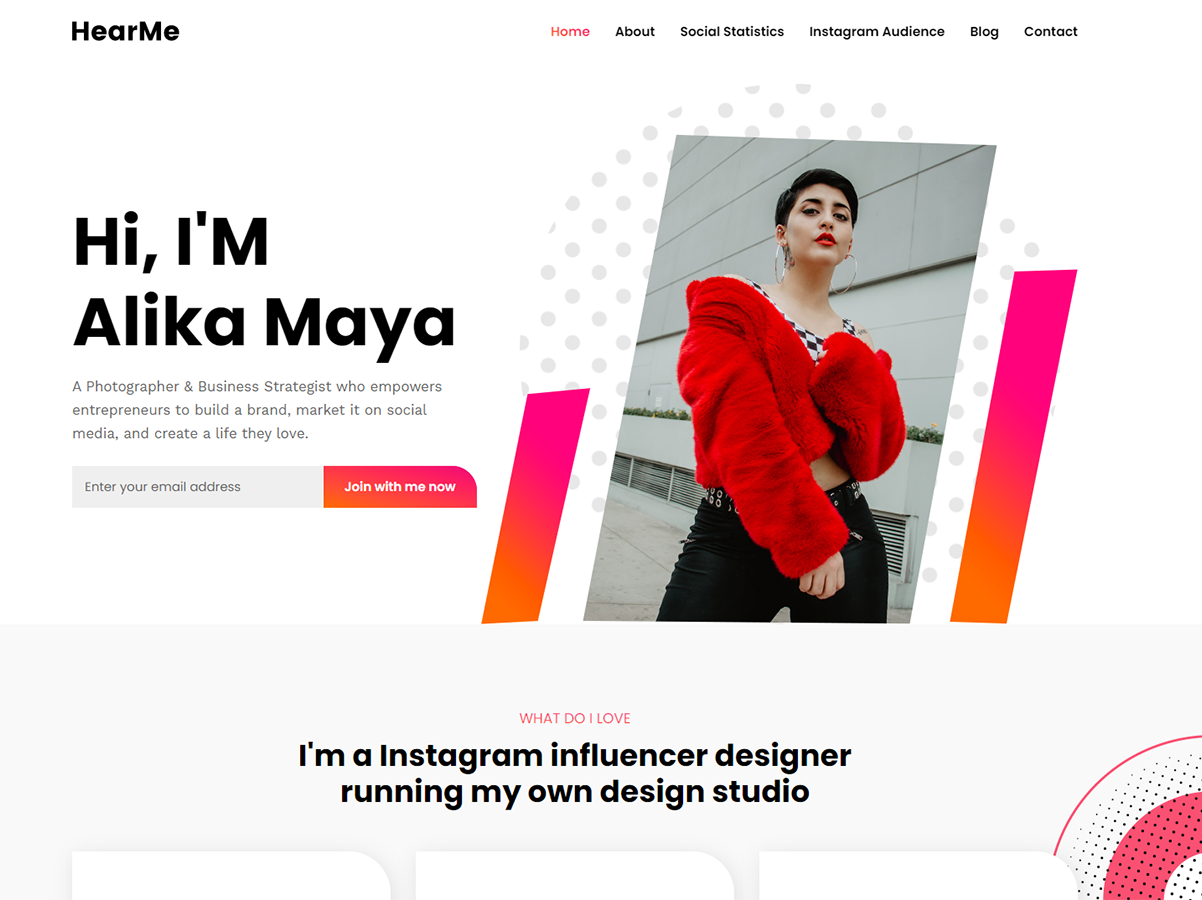 HearMe
Home About Social Statistics Instagram Audience Blog Contact
Hi, I'M
Alika Maya
A Photographer & Business Strategist who empowers
entrepreneurs to build a brand, market it on social
media, and create a life they love.
Enter your email address Join with me now
WHAT DO I LOVE
I'm a Instagram influencer designer
running my own design studio